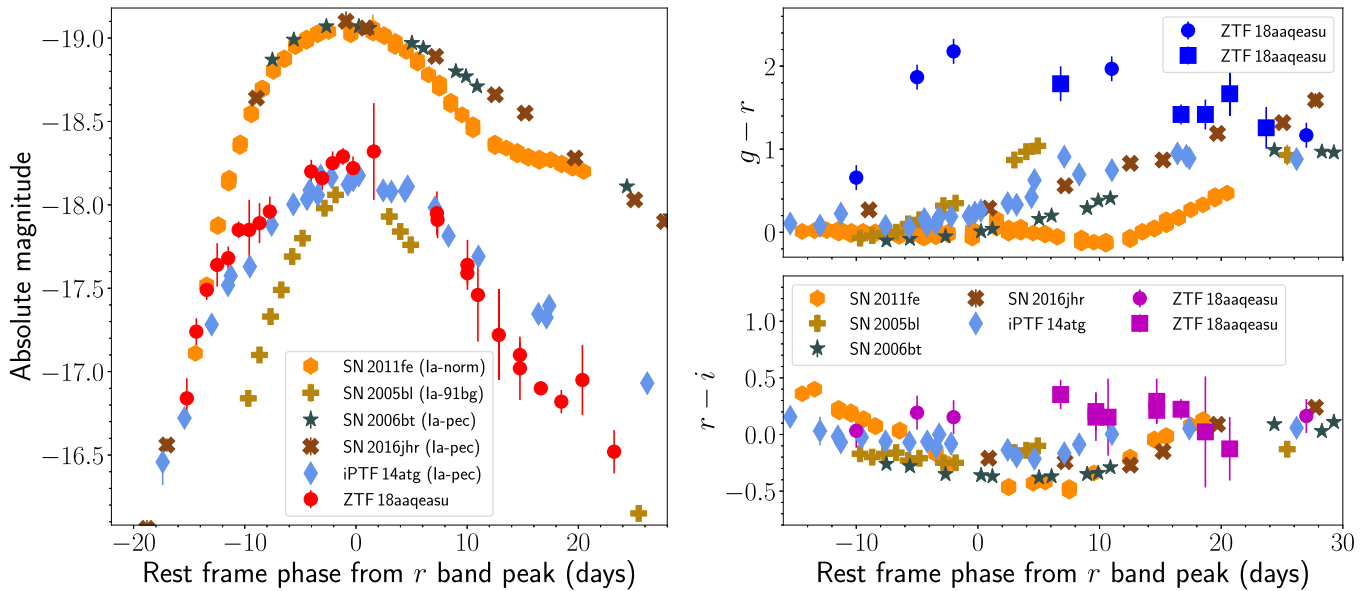 Absolute magnitude
−19.0
−18.5
−18.0
−17.5
−17.0
−16.5
SN 2011fe (Ia-norm)
SN 2005bl (Ia-91bg)
SN 2006bt (Ia-pec)
SN 2016jhr (Ia-pec)
iPTF 14atg (Ia-pec)
ZTF 18aaqeasu
−20 −10 0 10 20
Rest frame phase from r band peak (days)
g − r
2
1
0
ZTF 18aaqeasu
ZTF 18aaqeasu
r − i
1.0
0.5
0.0
−0.5
SN 2011fe
SN 2005bl
SN 2006bt
SN 2016jhr
iPTF 14atg
ZTF 18aaqeasu
ZTF 18aaqeasu
−10 0 10 20 30
Rest frame phase from r band peak (days)